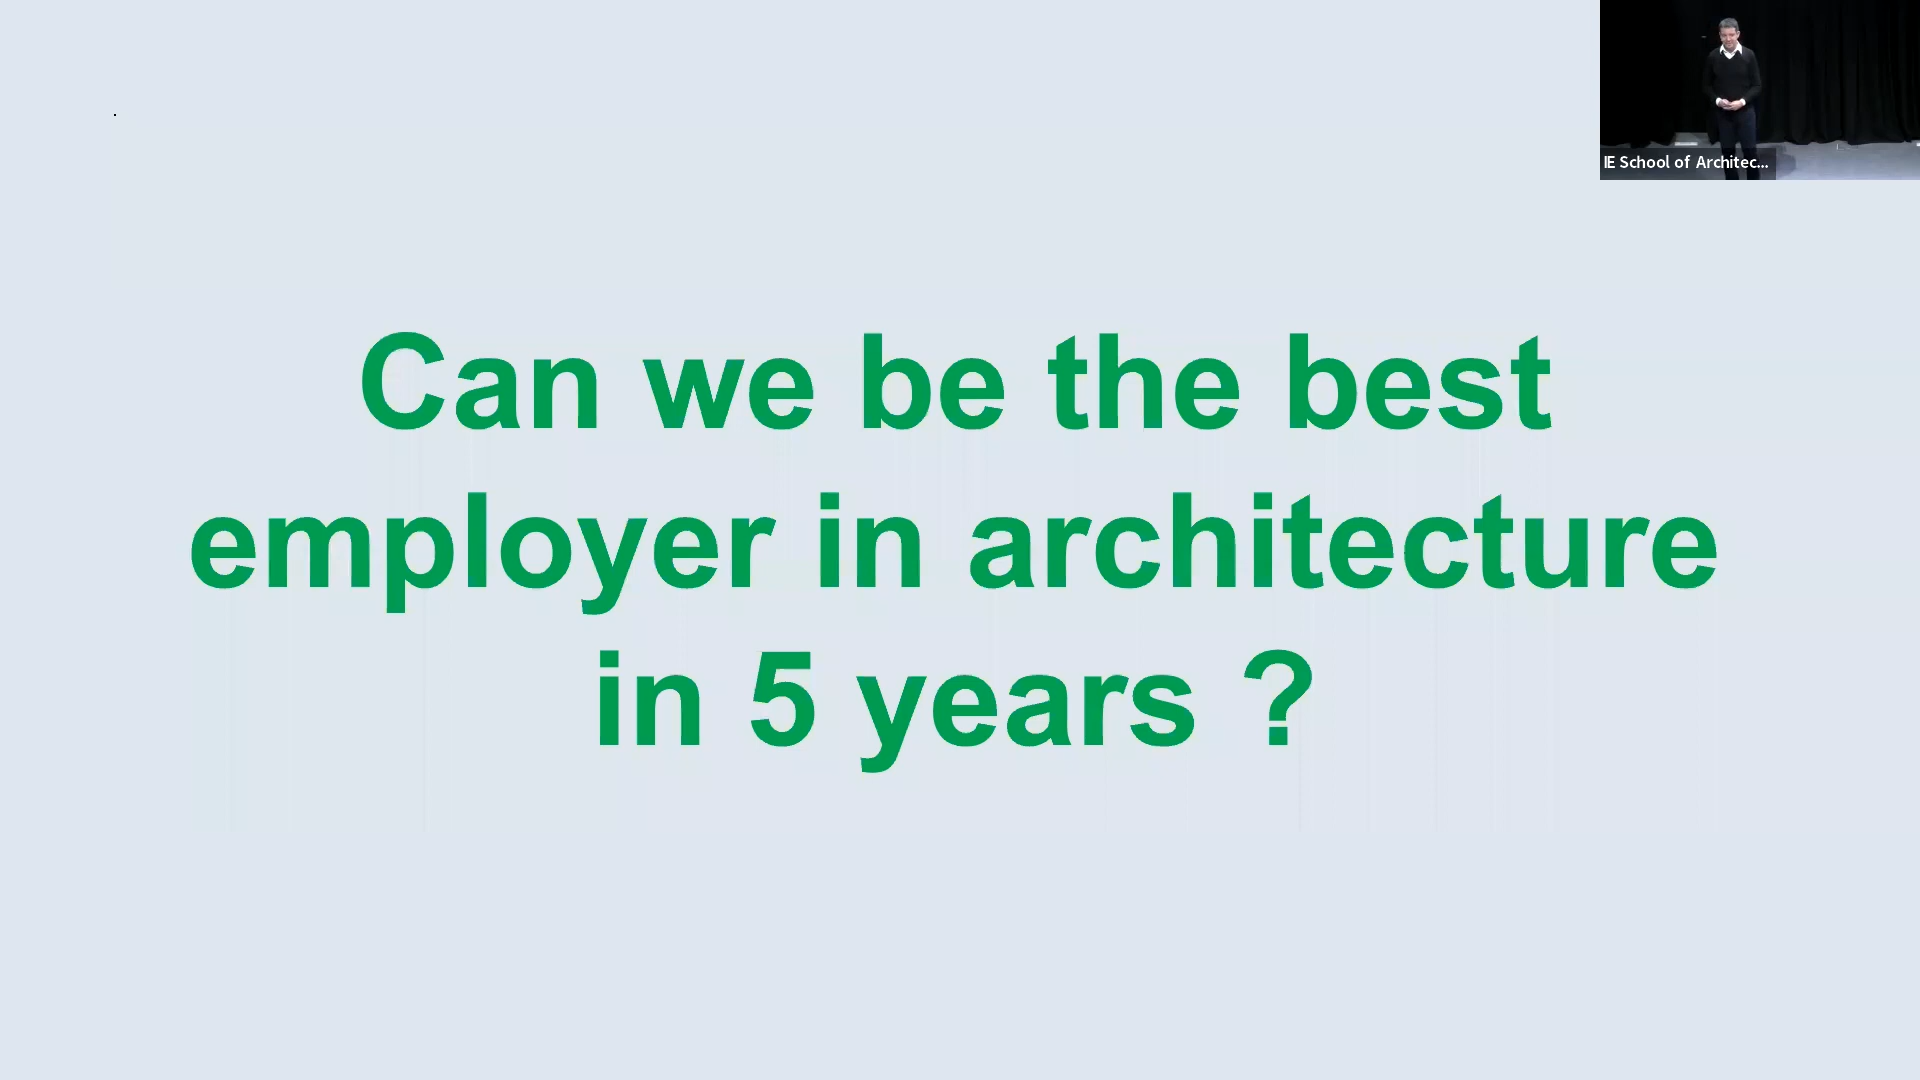 IE School of Architec...
Can we be the best
employer in architecture
in 5 years ?